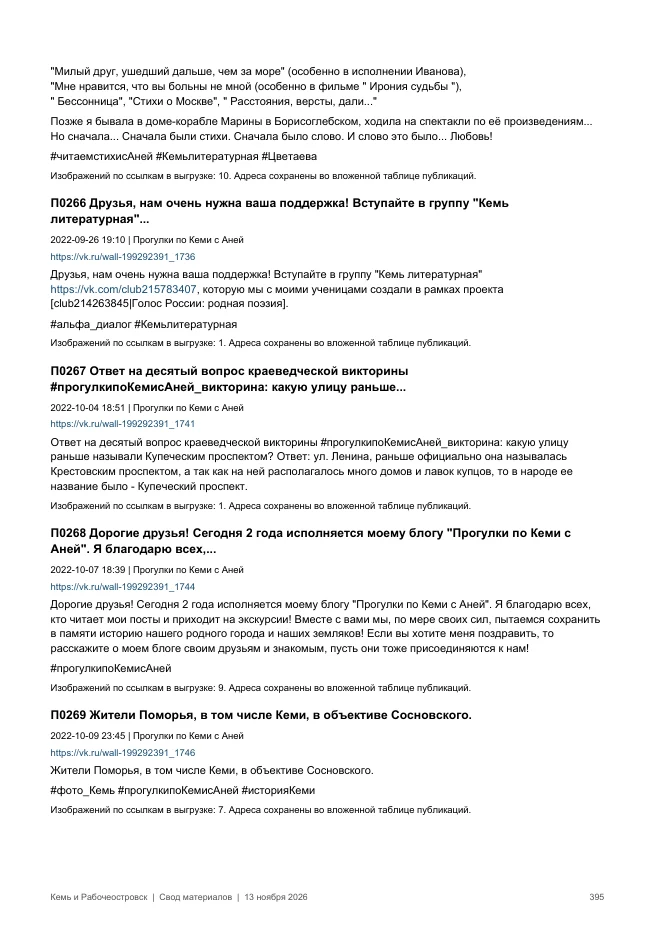 "Милый друг, ушедший дальше, чем за море" (особенно в исполнении Иванова),
"Мне нравится, что вы больны не мной (особенно в фильме " Ирония судьбы "),
" Бессонница", "Стихи о Москве", " Расстояния, версты, дали..."
Позже я бывала в доме-корабле Марины в Борисоглебском, ходила на спектакли по её произведениям...
Но сначала... Сначала были стихи. Сначала было слово. И слово это было... Любовь!
#читаемстихисАней #Кемьлитературная #Цветаева
Изображений по ссылкам в выгрузке: 10. Адреса сохранены во вложенной таблице публикаций.
П0266 Друзья, нам очень нужна ваша поддержка! Вступайте в группу "Кемь
литературная"...
2022-09-26 19:10 | Прогулки по Кеми с Аней
https://vk.ru/wall-199292391_1736
Друзья, нам очень нужна ваша поддержка! Вступайте в группу "Кемь литературная"
https://vk.com/club215783407, которую мы с моими ученицами создали в рамках проекта
[club214263845|Голос России: родная поэзия].
#альфа_диалог #Кемьлитературная
Изображений по ссылкам в выгрузке: 1. Адреса сохранены во вложенной таблице публикаций.
П0267 Ответ на десятый вопрос краеведческой викторины
#прогулкипоКемисАней_викторина: какую улицу раньше...
2022-10-04 18:51 | Прогулки по Кеми с Аней
https://vk.ru/wall-199292391_1741
Ответ на десятый вопрос краеведческой викторины #прогулкипоКемисАней_викторина: какую улицу
раньше называли Купеческим проспектом? Ответ: ул. Ленина, раньше официально она называлась
Крестовским проспектом, а так как на ней располагалось много домов и лавок купцов, то в народе ее
название было - Купеческий проспект.
Изображений по ссылкам в выгрузке: 1. Адреса сохранены во вложенной таблице публикаций.
П0268 Дорогие друзья! Сегодня 2 года исполняется моему блогу "Прогулки по Кеми с
Аней". Я благодарю всех,...
2022-10-07 18:39 | Прогулки по Кеми с Аней
https://vk.ru/wall-199292391_1744
Дорогие друзья! Сегодня 2 года исполняется моему блогу "Прогулки по Кеми с Аней". Я благодарю всех,
кто читает мои посты и приходит на экскурсии! Вместе с вами мы, по мере своих сил, пытаемся сохранить
в памяти историю нашего родного города и наших земляков! Если вы хотите меня поздравить, то
расскажите о моем блоге своим друзьям и знакомым, пусть они тоже присоединяются к нам!
#прогулкипоКемисАней
Изображений по ссылкам в выгрузке: 9. Адреса сохранены во вложенной таблице публикаций.
П0269 Жители Поморья, в том числе Кеми, в объективе Сосновского.
2022-10-09 23:45 | Прогулки по Кеми с Аней
https://vk.ru/wall-199292391_1746
Жители Поморья, в том числе Кеми, в объективе Сосновского.
#фото_Кемь #прогулкипоКемисАней #историяКеми
Изображений по ссылкам в выгрузке: 7. Адреса сохранены во вложенной таблице публикаций.
Кемь и Рабочеостровск | Свод материалов | 13 ноября 2026 395